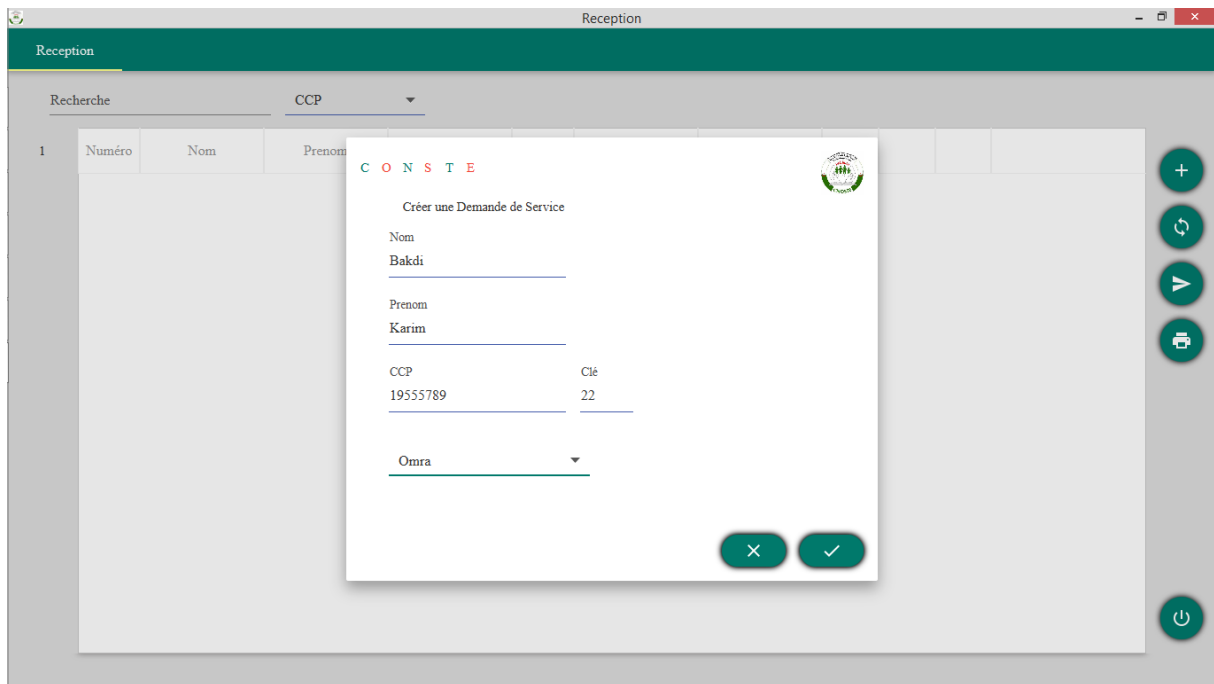 Reception
Reception
Recherche CCP
1 Numéro Nom Prenom
C O N S T E
Créer une Demande de Service
Nom
Bakdi
Prenom
Karim
CCP Clé
19555789 22
Omra